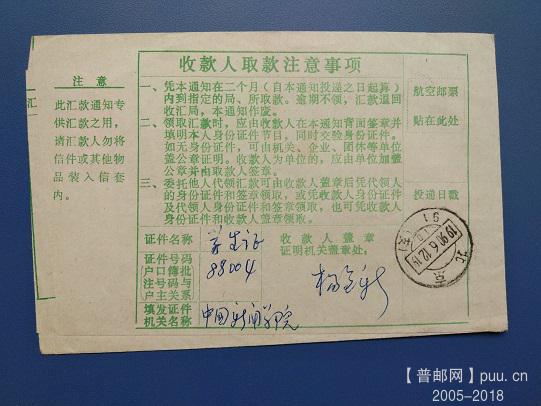 注 意
此汇款通知专
供汇款之用，
请汇款人勿将
信件或其他物
品装入信套
内。
汇
收款人取款注意事项
一、凭本通知在二个月（自本通知投递之日起算）
内到指定的局、所取款。逾期不领，汇款退回
收汇局，本通知作废。
二、领取汇款时，应由收款人在本通知背面签章并
填明本人身份证件节目，同时交验身份证件。
如无身份证件，可由机关、企业、团体等单位
盖公章证明。收款人为单位的，应由单位加盖
公章并由取款人签章。
三、委托他人代领汇款可由收款人盖章后凭代领人
的身份证件和签章领取，或凭收款人身份证件
及代领人身份证件和签章领取，也可凭收款人
身份证件和印章领取。
航空邮票
贴在此处
投递日戳
证件名称
学生证
证件号码
户口簿批
注号码与
户主关系
88004
收款人盖章
证明机关盖章处：
填发证件
机关名称
中国新闻学院
北京
1990.6.12.14
91
【普邮网】puu.cn
2005-2018